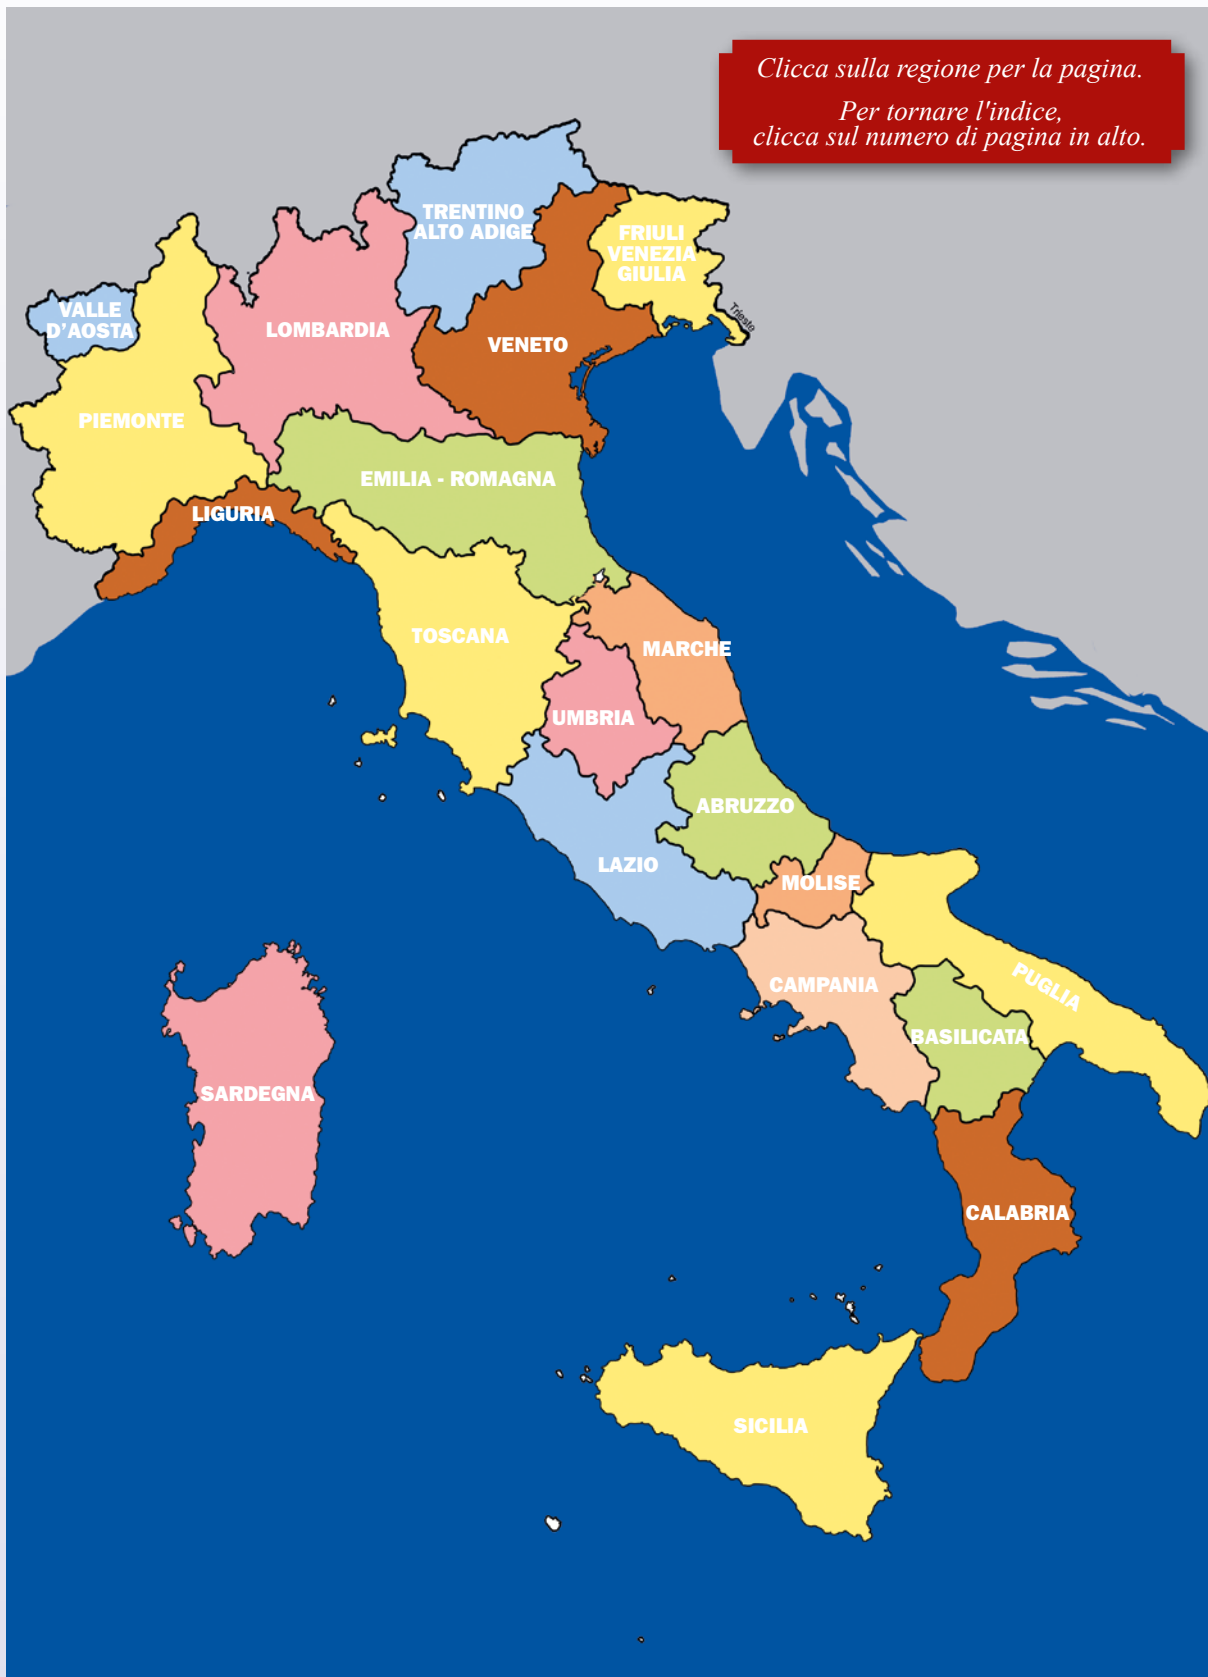 Clicca sulla regione per la pagina.
Per tornare l'indice,
clicca sul numero di pagina in alto.
TRENTINO
ALTO ADIGE
FRIULI
VENEZIA
GIULIA
VALLE
D'AOSTA
Trieste
LOMBARDIA
VENETO
PIEMONTE
EMILIA - ROMAGNA
LIGURIA
TOSCANA
MARCHE
UMBRIA
ABRUZZO
LAZIO
MOLISE
CAMPANIA
PUGLIA
BASILICATA
SARDEGNA
CALABRIA
SICILIA